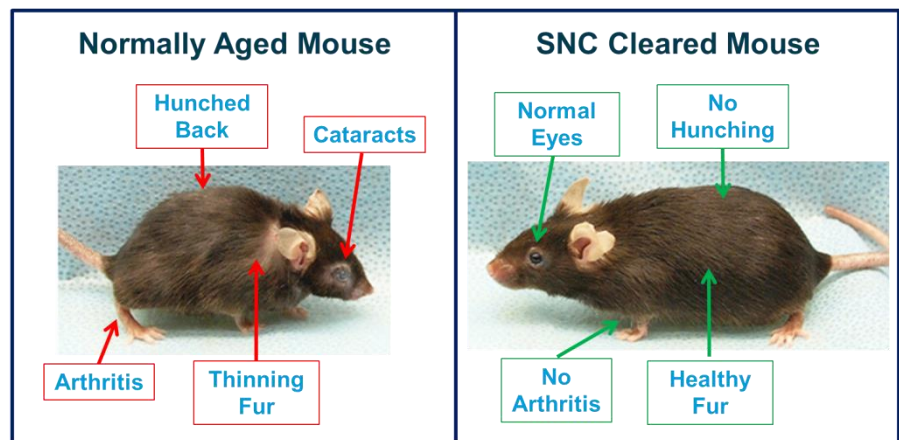 Normally Aged Mouse
Hunched
Back
Cataracts
Arthritis
Thinning
Fur
SNC Cleared Mouse
Normal
Eyes
No
Hunching
No
Arthritis
Healthy
Fur